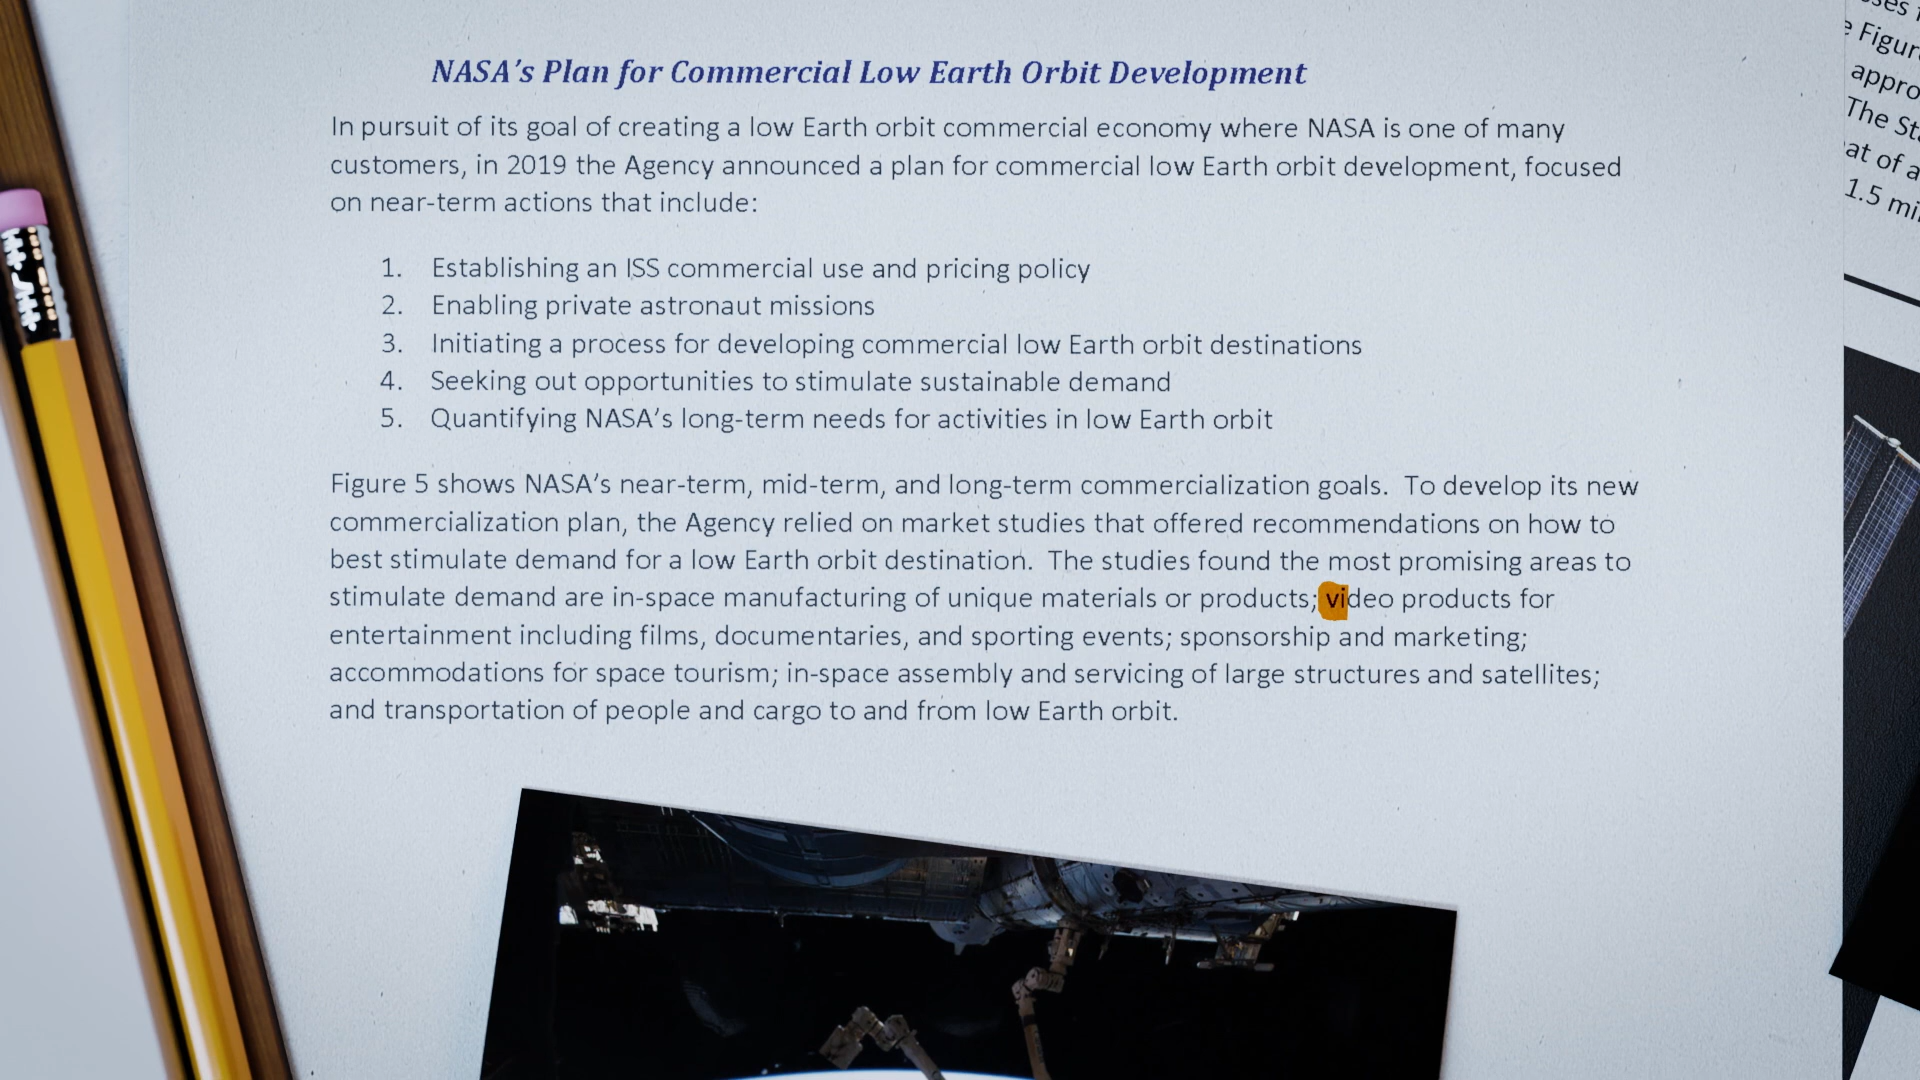 NASA's Plan for Commercial Low Earth Orbit Development
In pursuit of its goal of creating a low Earth orbit commercial economy where NASA is one of many
customers, in 2019 the Agency announced a plan for commercial low Earth orbit development, focused
on near-term actions that include:
1. Establishing an ISS commercial use and pricing policy
2. Enabling private astronaut missions
3. Initiating a process for developing commercial low Earth orbit destinations
4. Seeking out opportunities to stimulate sustainable demand
5. Quantifying NASA's long-term needs for activities in low Earth orbit
Figure 5 shows NASA's near-term, mid-term, and long-term commercialization goals. To develop its new
commercialization plan, the Agency relied on market studies that offered recommendations on how to
best stimulate demand for a low Earth orbit destination. The studies found the most promising areas to
stimulate demand are in-space manufacturing of unique materials or products; video products for
entertainment including films, documentaries, and sporting events; sponsorship and marketing;
accommodations for space tourism; in-space assembly and servicing of large structures and satellites;
and transportation of people and cargo to and from low Earth orbit.
The
at of a
1.5